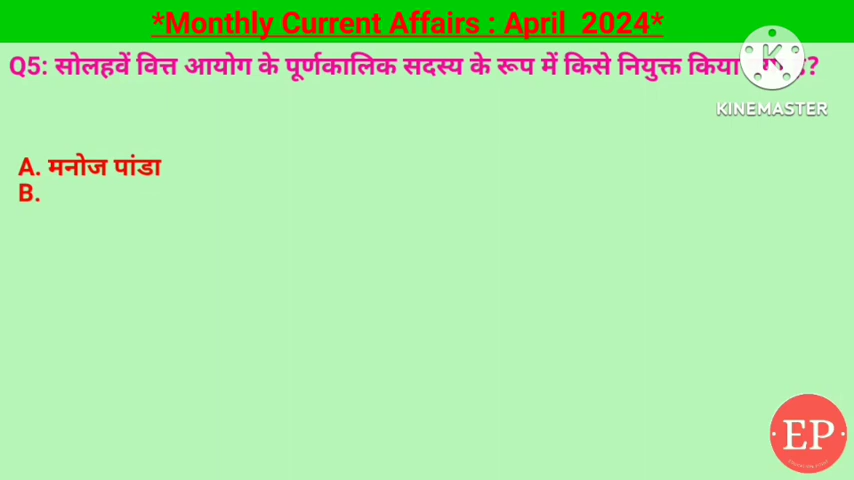 *Monthly Current Affairs : April 2024*
Q5: सोलहवें वित्त आयोग के पूर्णकालिक सदस्य के रूप में किसे नियुक्त किया ?
KINEMASTER
A. मनोज पांडा
B.
EP